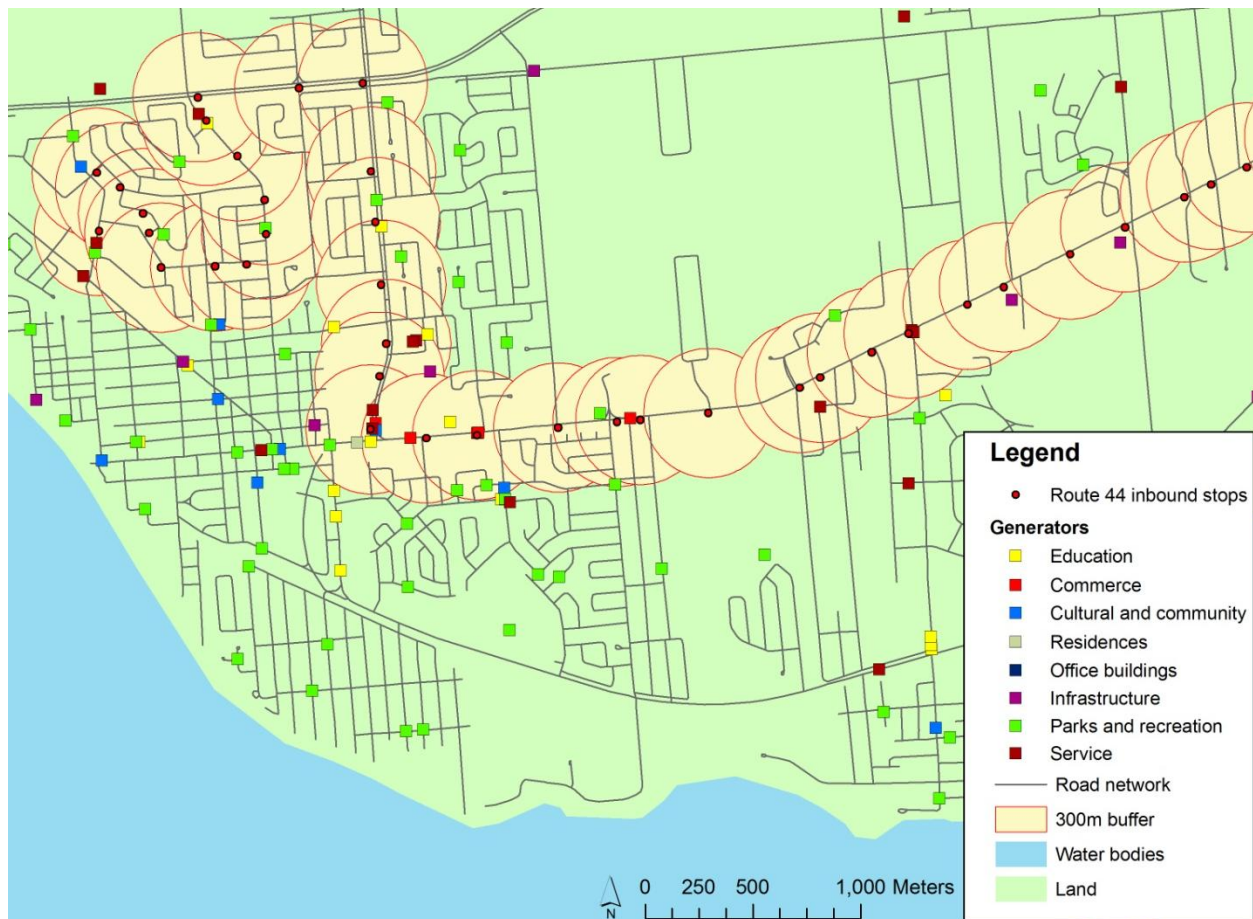 Legend
Route 44 inbound stops
Generators
Education
Commerce
Cultural and community
Residences
Office buildings
Infrastructure
Parks and recreation
Service
Road network
300m buffer
Water bodies
Land
N
0 250 500 1,000 Meters